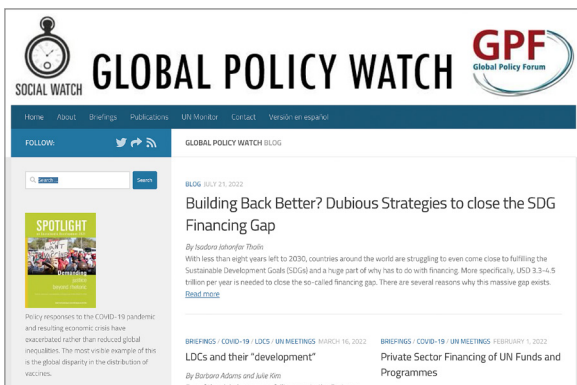 SOCIAL WATCH
GLOBAL POLICY WATCH
GPF
Global Policy Forum
Home About Briefings Publications UN Monitor Contact Versión en español
FOLLOW:
GLOBAL POLICY WATCH BLOG
Search...
Search
SPOTLIGHT
Demanding
justice
beyond rhetoric
Policy responses to the COVID-19 pandemic
and resulting economic crisis have
exacerbated rather than reduced global
inequalities. The most visible example of this
is the global disparity in the distribution of
vaccines.
BLOG JULY 21, 2022
Building Back Better? Dubious Strategies to close the SDG
Financing Gap
By Isadora Jahanfar Tholin
With less than eight years left to 2030, countries around the world are struggling to even come close to fulfilling the
Sustainable Development Goals (SDGs) and a huge part of why has to do with financing. More specifically, USD 3.3-4.5
trillion per year is needed to close the so-called financing gap. There are several reasons why this massive gap exists.
Read more
BRIEFINGS / COVID-19 / LDCS / UN MEETINGS MARCH 16, 2022
LDCs and their "development"
By Barbara Adams and Julie Kim
BRIEFINGS / COVID-19 / UN MEETINGS FEBRUARY 1, 2022
Private Sector Financing of UN Funds and
Programmes